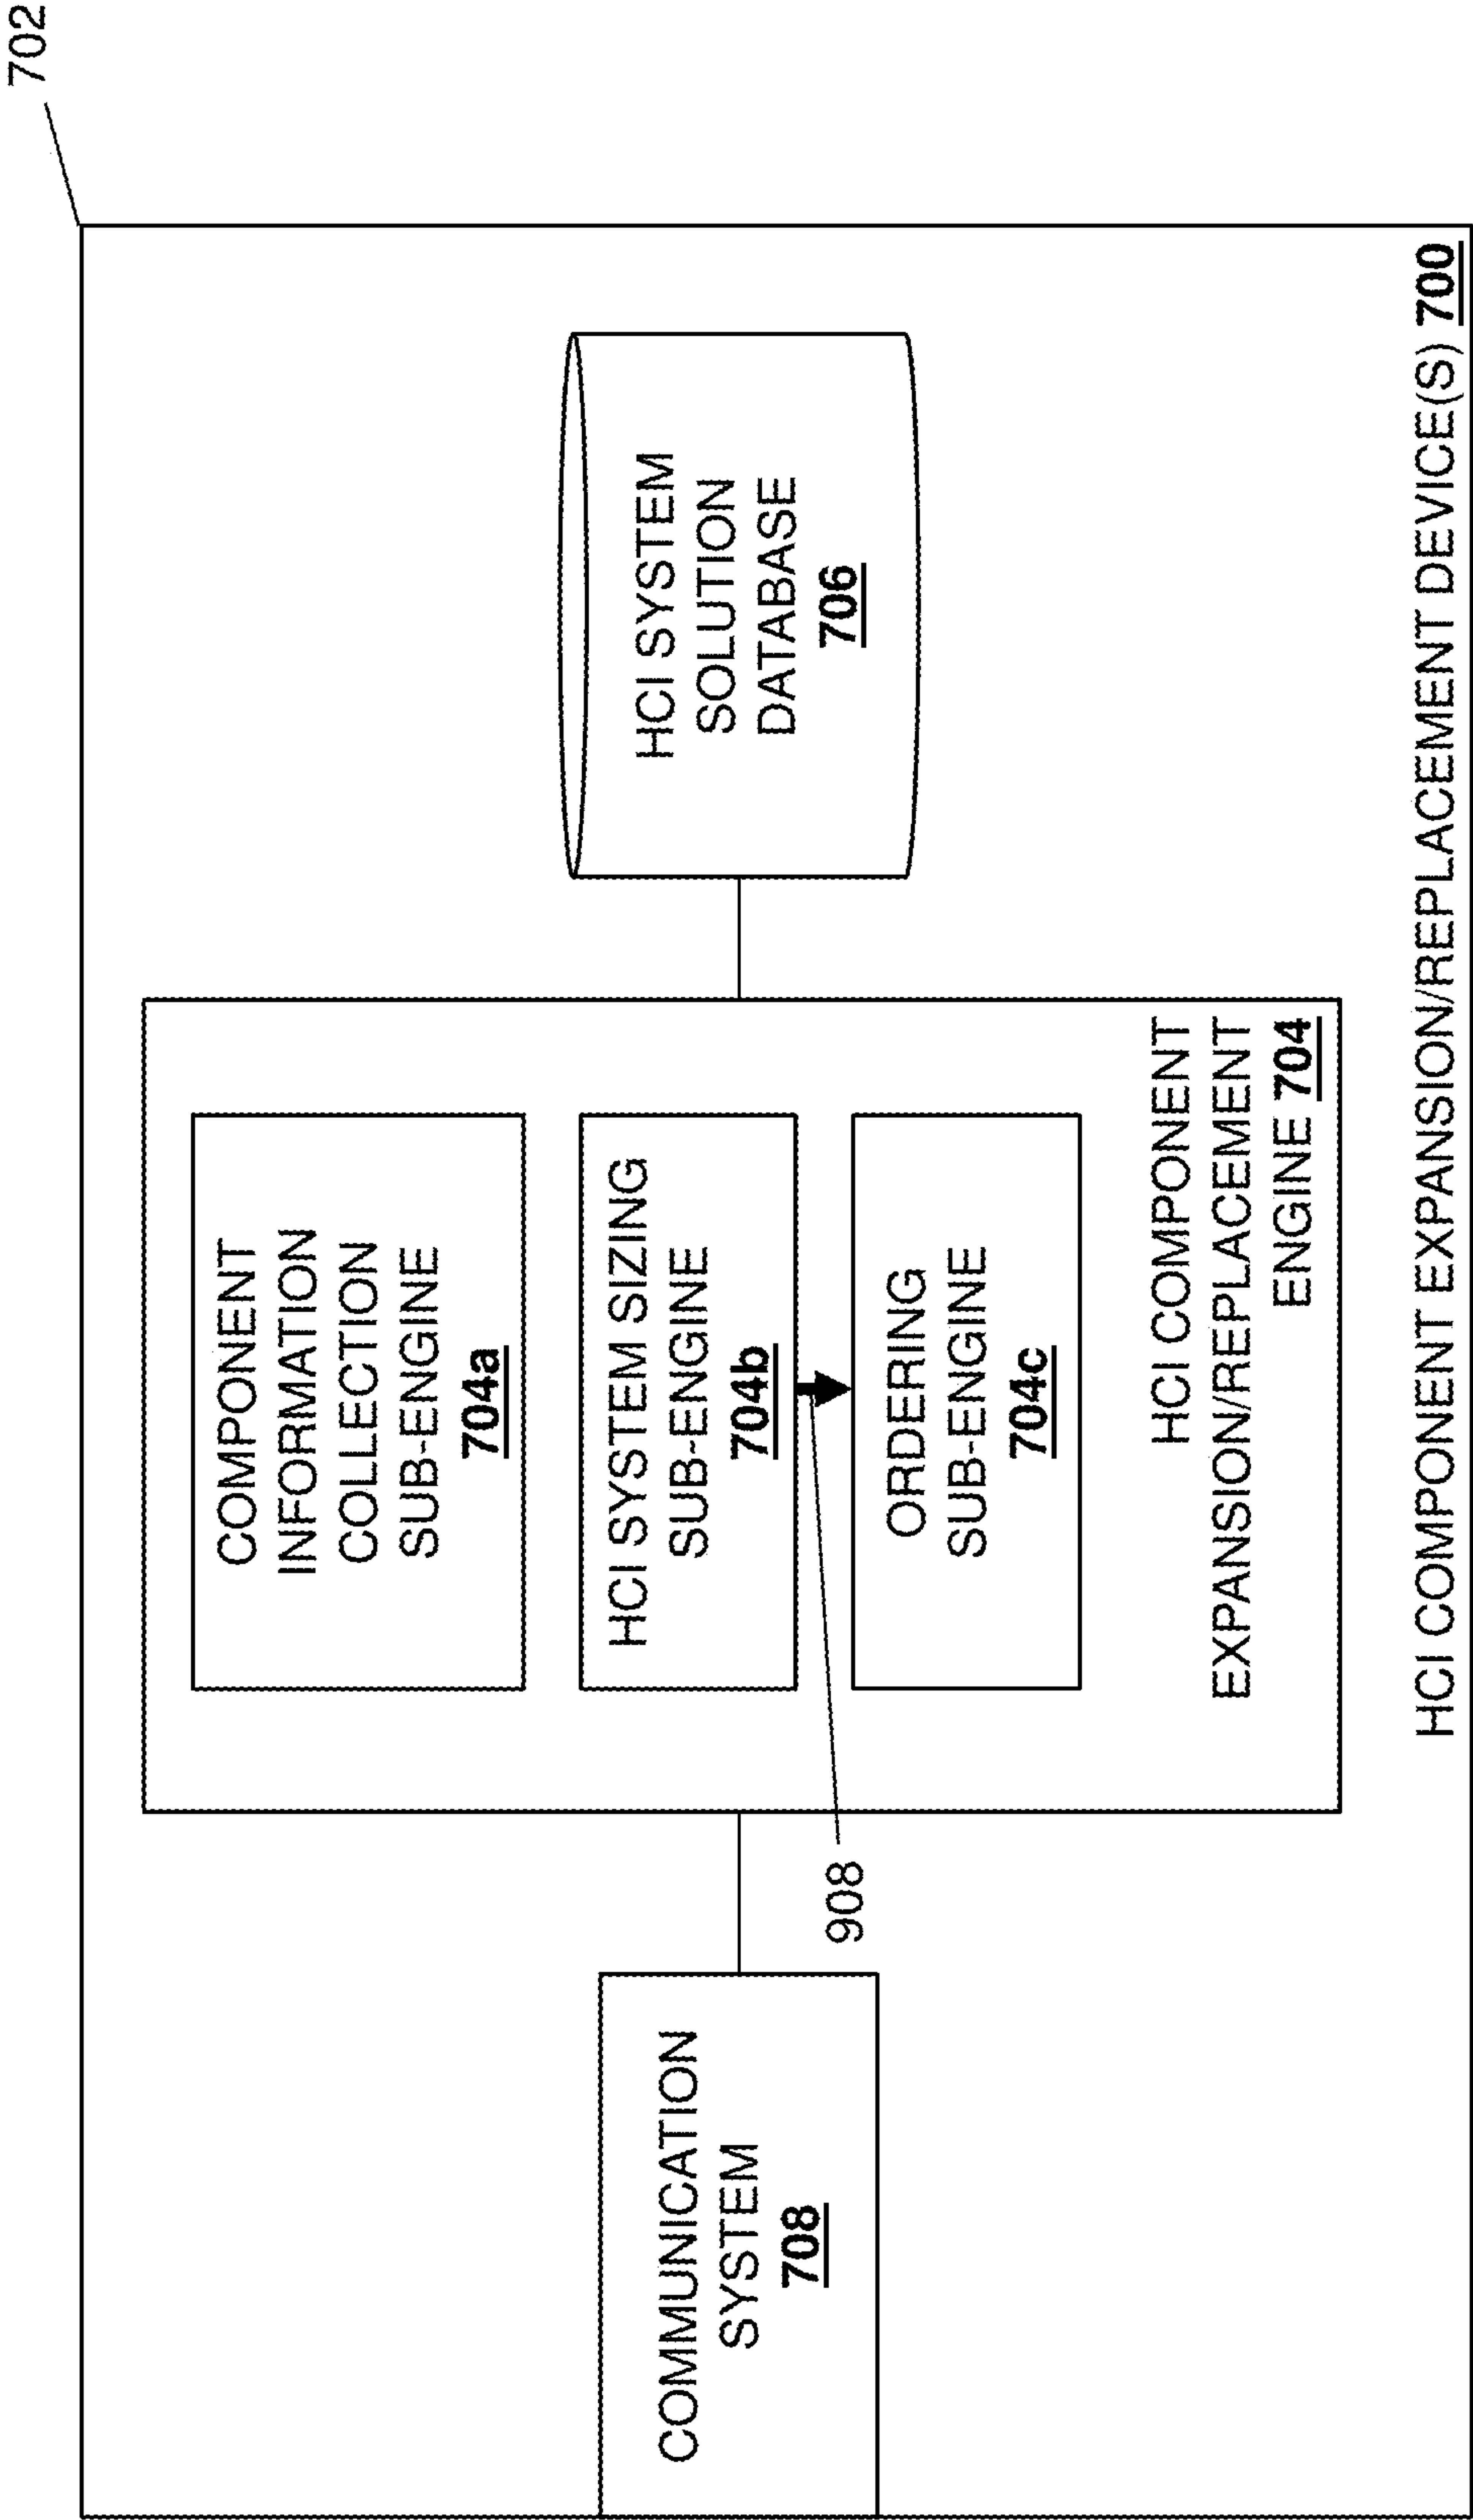 702
COMMUNICATION
SYSTEM
708
908
COMPONENT
INFORMATION
COLLECTION
SUB-ENGINE
704a
HCI SYSTEM SIZING
SUB-ENGINE
704b
ORDERING
SUB-ENGINE
704c
HCI COMPONENT
EXPANSION/REPLACEMENT
ENGINE 704
HCI SYSTEM
SOLUTION
DATABASE
706
HCI COMPONENT EXPANSION/REPLACEMENT DEVICE(S) 700